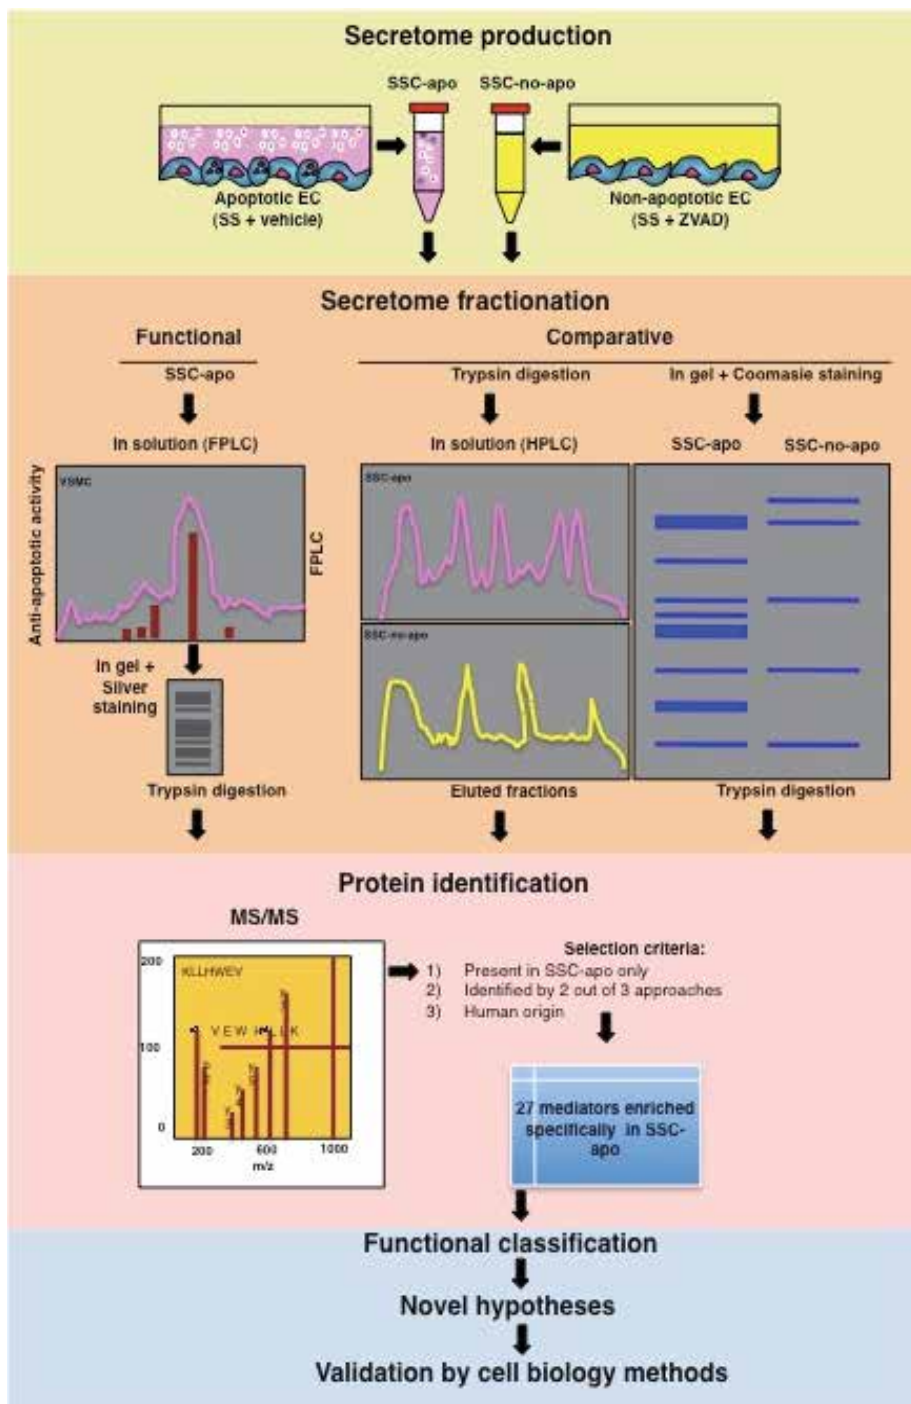 Secretome production
SSC-apo
SSC-no-apo
Apoptotic EC
(SS + vehicle)
Non-apoptotic EC
(SS + ZVAD)
Secretome fractionation
Functional
SSC-apo
In solution (FPLC)
Anti-apoptotic activity
VSMC
FPLC
In gel +
Silver
staining
Trypsin digestion
Comparative
Trypsin digestion
In solution (HPLC)
SSC-apo
SSC-no-apo
Eluted fractions
In gel + Coomasie staining
SSC-apo
SSC-no-apo
Trypsin digestion
Protein identification
MS/MS
200
100
0
KLLHWEV
200
600
1000
m/z
Selection criteria:
1) Present in SSC-apo only
2) Identified by 2 out of 3 approaches
3) Human origin
27 mediators enriched
specifically in SSC-
apo
Functional classification
Novel hypotheses
Validation by cell biology methods